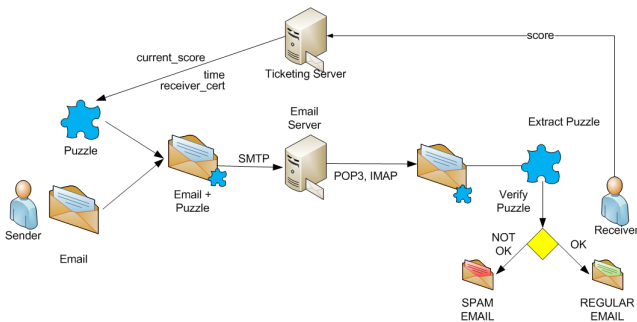 score
current_score
Ticketing Server
time
receiver_cert
Email
Server
Extract Puzzle
Puzzle
SMTP
POP3, IMAP
Email +
Puzzle
Verify
Puzzle
Sender
Receiver
Email
NOT
OK
OK
SPAM
EMAIL
REGULAR
EMAIL